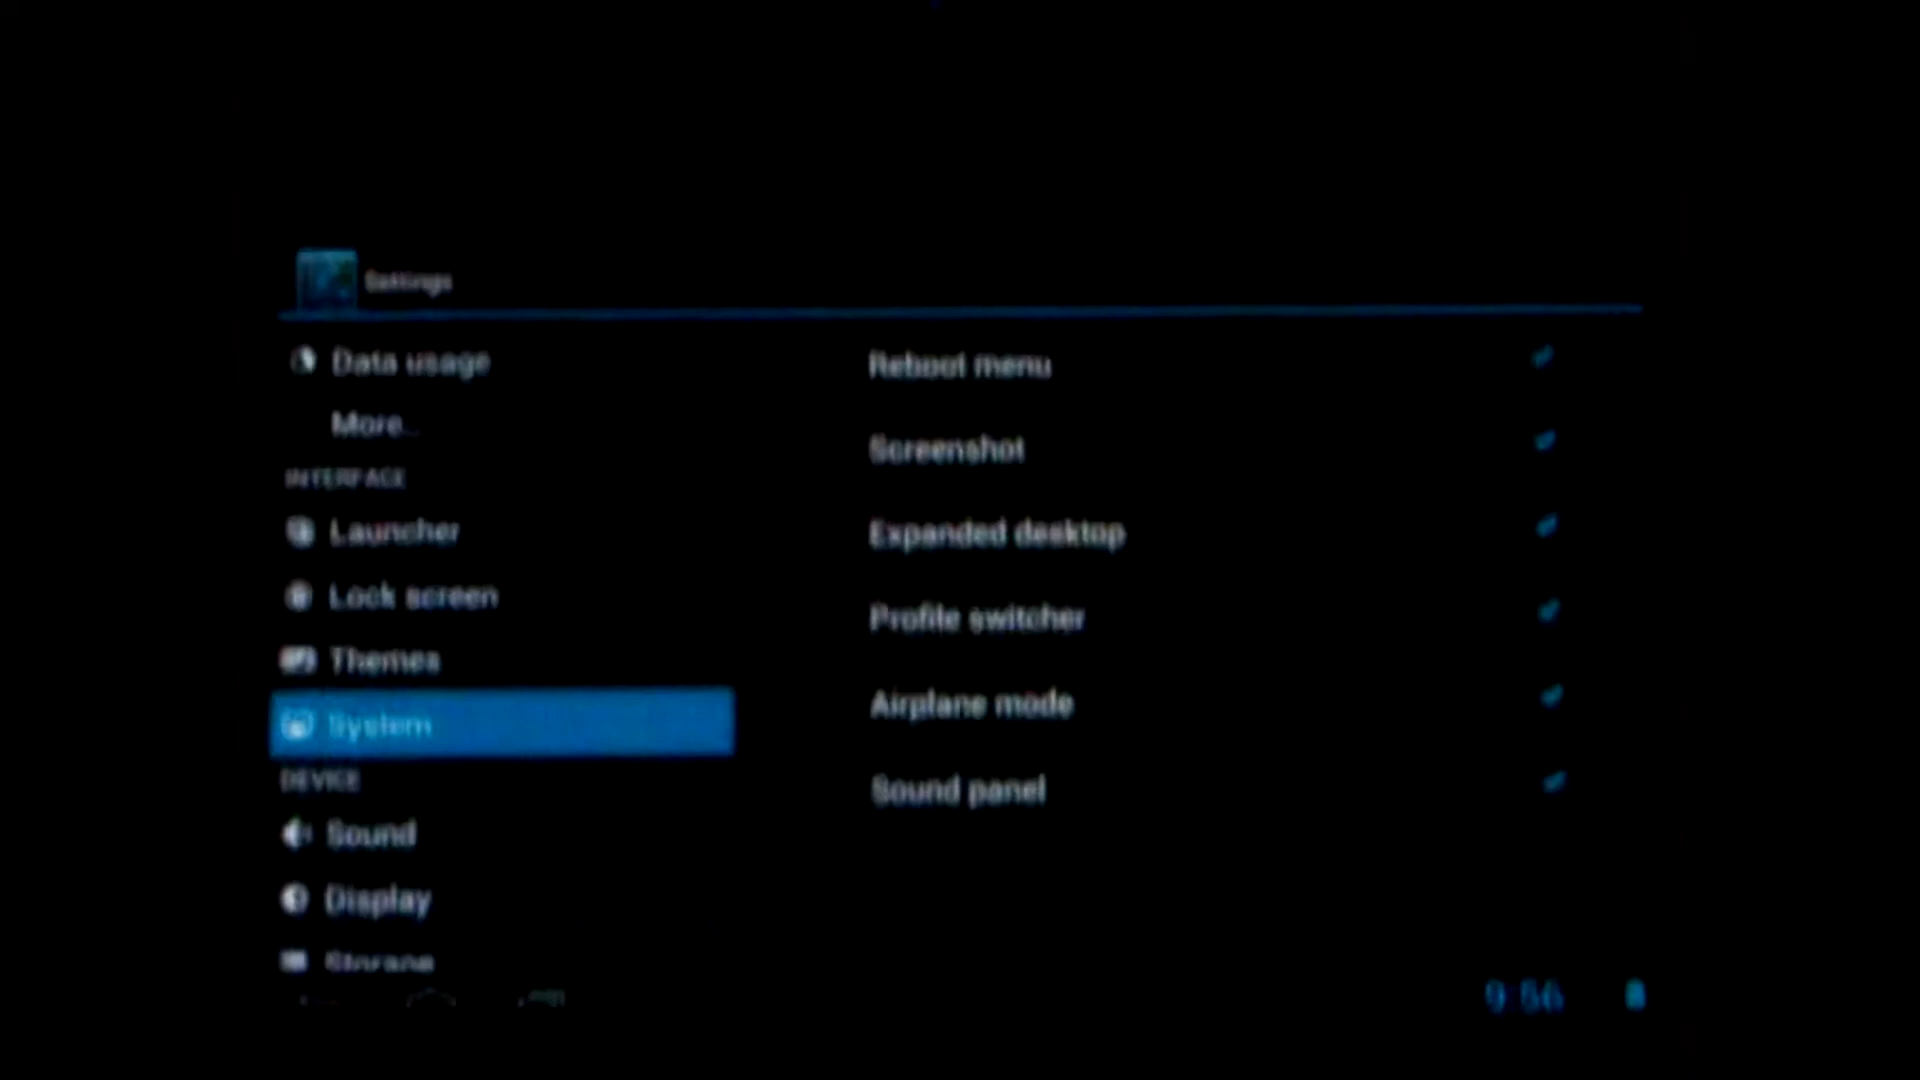 Settings
Data usage
More...
INTERFACE
Launcher
Lock screen
Themes
System
DEVICE
Sound
Display
Storage
Reboot menu
Screenshot
Expanded desktop
Profile switcher
Airplane mode
Sound panel
9:56